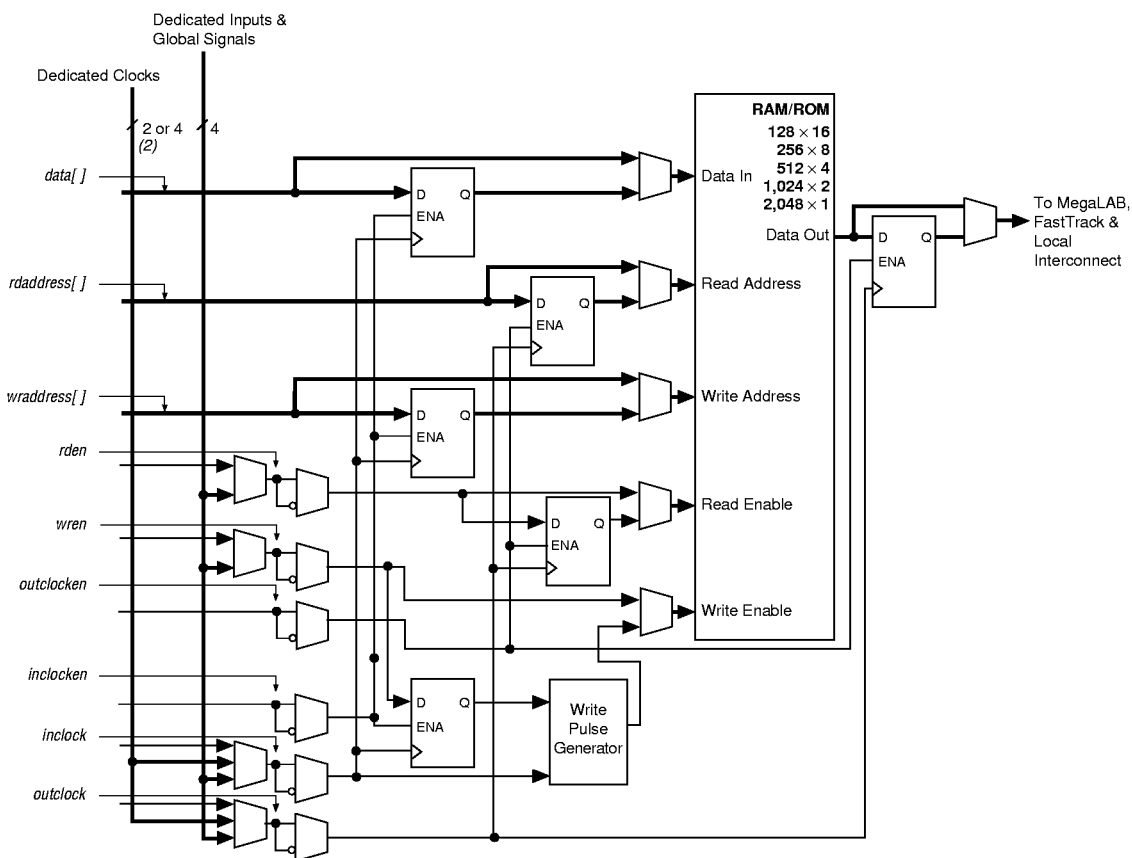 Dedicated Inputs &
Global Signals
Dedicated Clocks
2 or 4
(2)
4
RAM/ROM
128 × 16
256 × 8
512 × 4
1,024 × 2
2,048 × 1
data[ ]
D
Q
ENA
Data In
Data Out
D
Q
ENA
To MegaLAB,
FastTrack &
Local
Interconnect
rdaddress[ ]
D
Q
ENA
Read Address
wraddress[ ]
D
Q
ENA
Write Address
rden
D
Q
ENA
Read Enable
wren
outclocken
Write Enable
inclocken
D
Q
ENA
Write
Pulse
Generator
inclock
outclock